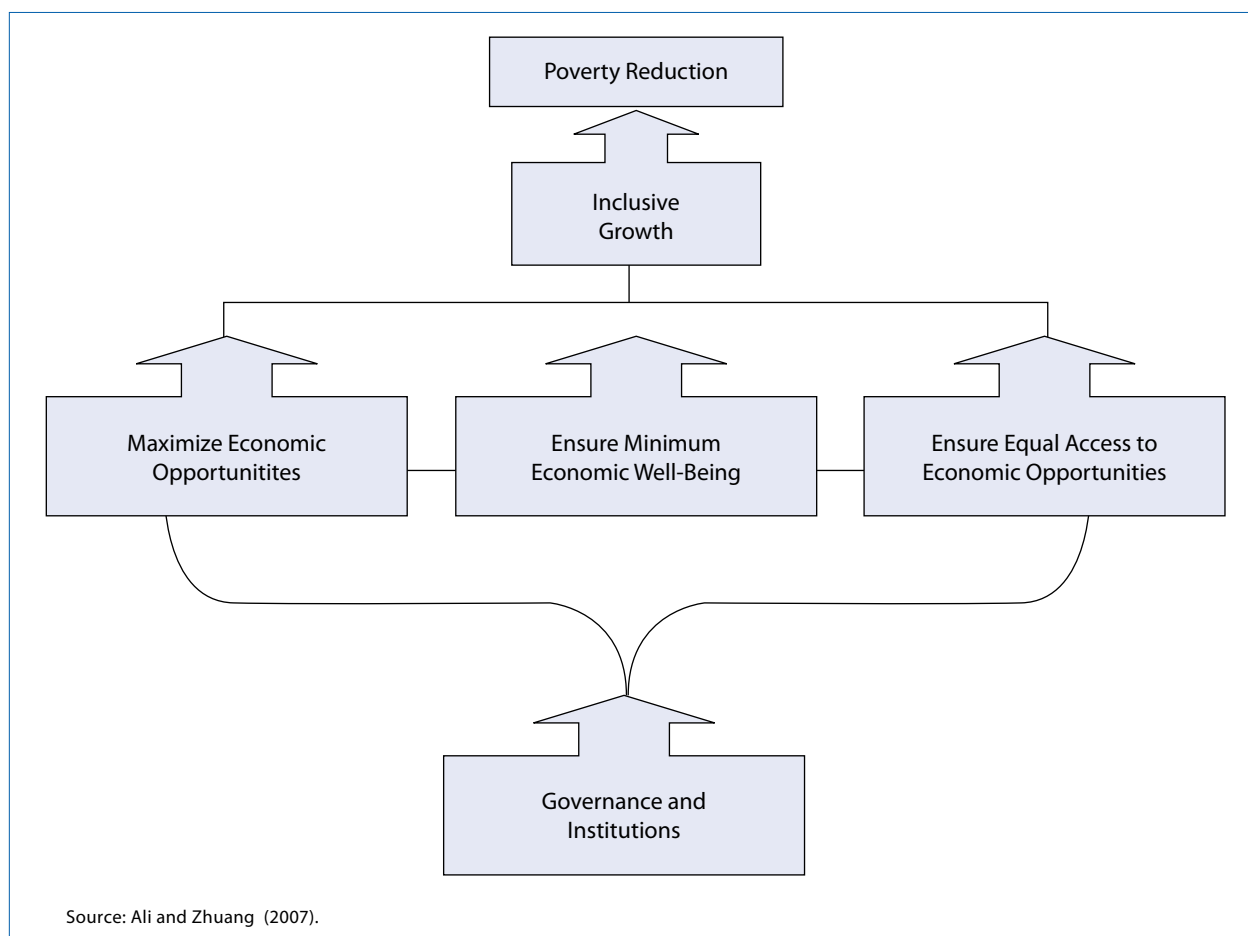 Poverty Reduction
Inclusive
Growth
Maximize Economic
Opportunitites
Ensure Minimum
Economic Well-Being
Ensure Equal Access to
Economic Opportunities
Governance and
Institutions
Source: Ali and Zhuang (2007).